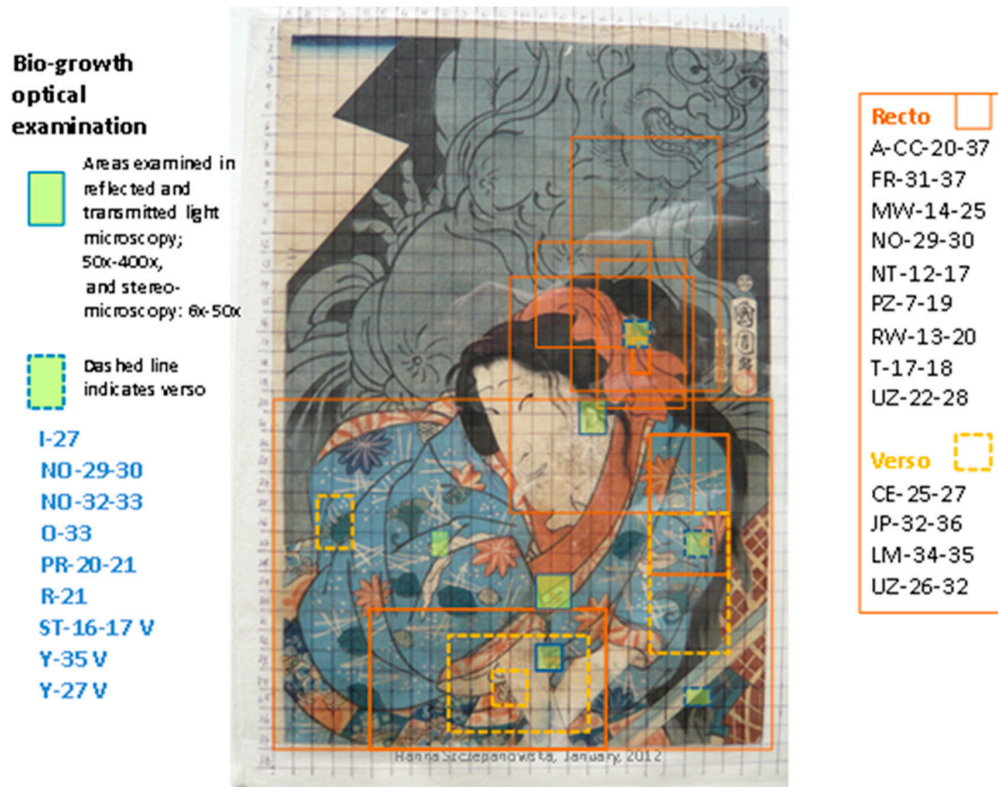 Bio-growth
optical
examination
Areas examined in
reflected and
transmitted light
microscopy;
50x-400x,
and stereo-
microscopy: 6x-50x
Dashed line
indicates verso
I-27
NO-29-30
NO-32-33
O-33
PR-20-21
R-21
ST-16-17 V
Y-35 V
Y-27 V
Hanna Szczepanowska, January, 2012
Recto
A-CC-20-37
FR-31-37
MW-14-25
NO-29-30
NT-12-17
PZ-7-19
RW-13-20
T-17-18
UZ-22-28
Verso
CE-25-27
JP-32-36
LM-34-35
UZ-26-32